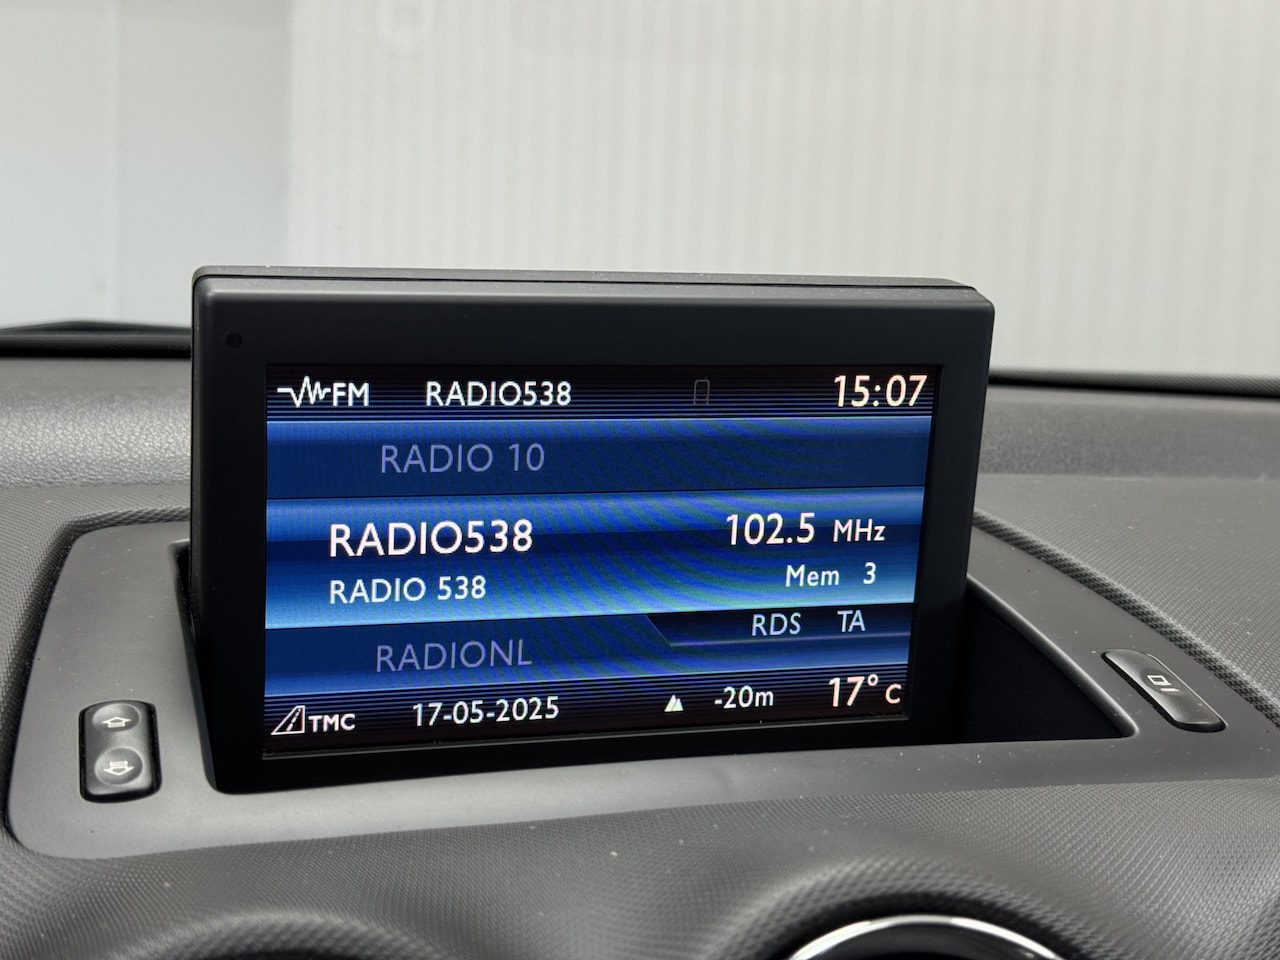 FM RADIO538 15:07
RADIO 10
RADIO538 102.5 MHz
RADIO 538 Mem 3
RDS TA
RADIONL
TMC 17-05-2025 -20m 17°C